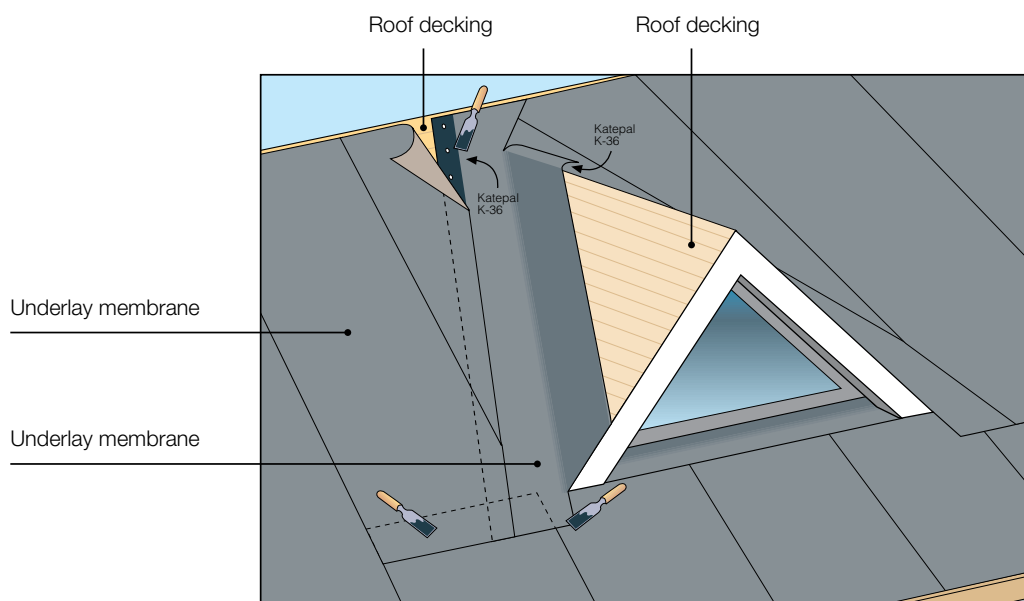 Roof decking
Roof decking
Katepal
K-36
Katepal
K-36
Underlay membrane
Underlay membrane